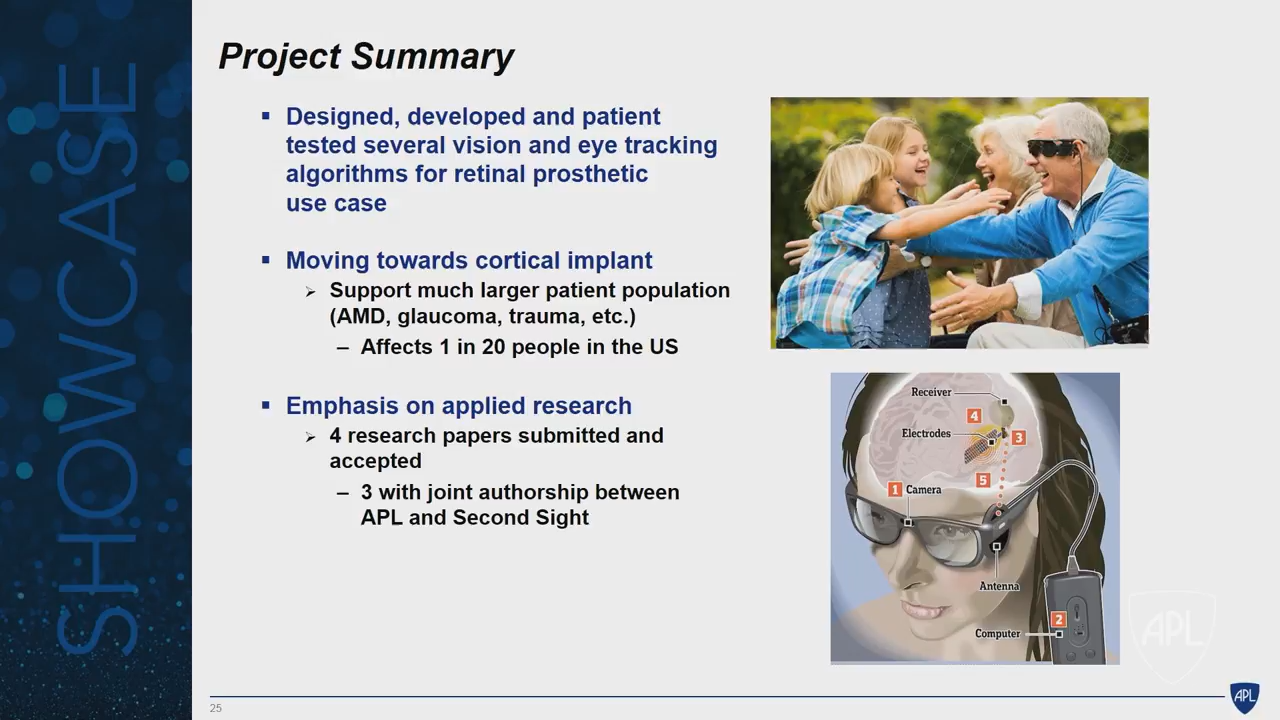 SHOWCASE
Project Summary
▪ Designed, developed and patient
tested several vision and eye tracking
algorithms for retinal prosthetic
use case
▪ Moving towards cortical implant
➢ Support much larger patient population
(AMD, glaucoma, trauma, etc.)
– Affects 1 in 20 people in the US
▪ Emphasis on applied research
➢ 4 research papers submitted and
accepted
– 3 with joint authorship between
APL and Second Sight
Receiver
4
Electrodes
3
5
1 Camera
Antenna
2
Computer
APL
25
APL